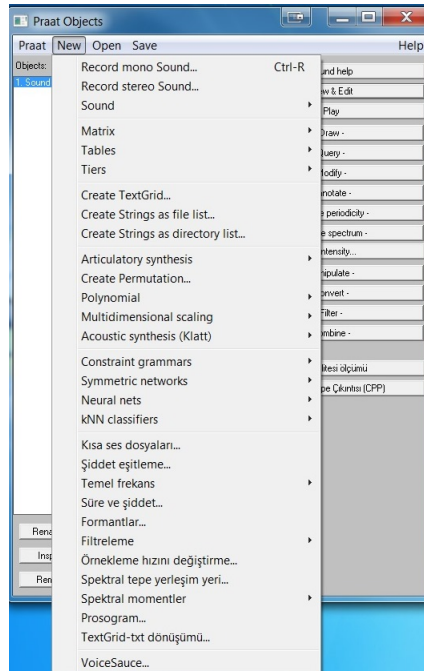 Praat Objects
Praat New Open Save Help
Objects:
1. Sound
Record mono Sound... Ctrl-R
Record stereo Sound...
Sound
Matrix
Tables
Tiers
Create TextGrid...
Create Strings as file list...
Create Strings as directory list...
Articulatory synthesis
Create Permutation...
Polynomial
Multidimensional scaling
Acoustic synthesis (Klatt)
Constraint grammars
Symmetric networks
Neural nets
kNN classifiers
Kısa ses dosyaları...
Şiddet eşitleme...
Temel frekans
Süre ve şiddet...
Formantlar...
Filtreleme
Örnekleme hızını değiştirme...
Spektral tepe yerleşim yeri...
Spektral momentler
Prosogram...
TextGrid-txt dönüşümü...
VoiceSauce...
und help
w & Edit
Play
Draw -
uery -
odify -
notate -
e periodicity -
e spectrum -
ntensity...
nipulate -
onvert -
Filter -
ombine -
litesi ölçümü
pe Çıkıntısı (CPP)
Rena
Insp
Ren